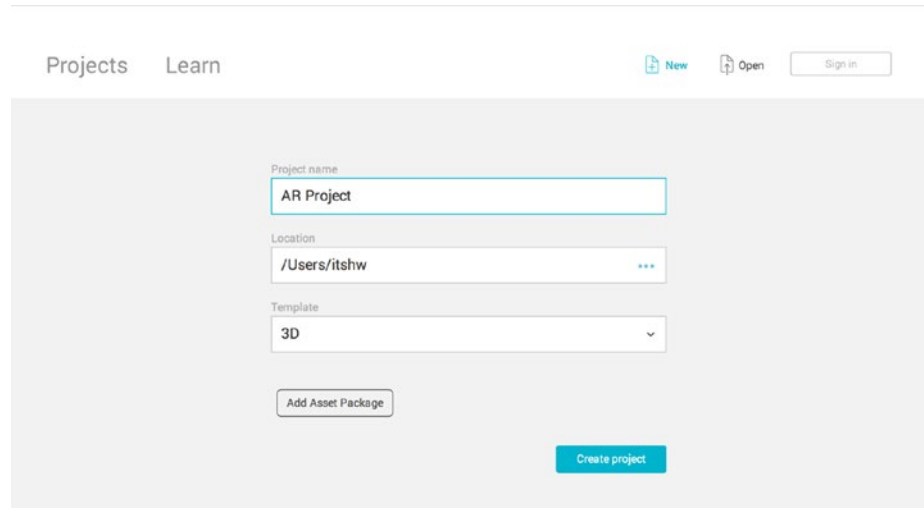 Projects Learn New Open Sign in
Project name
AR Project
Location
/Users/itshw
Template
3D
Add Asset Package
Create project